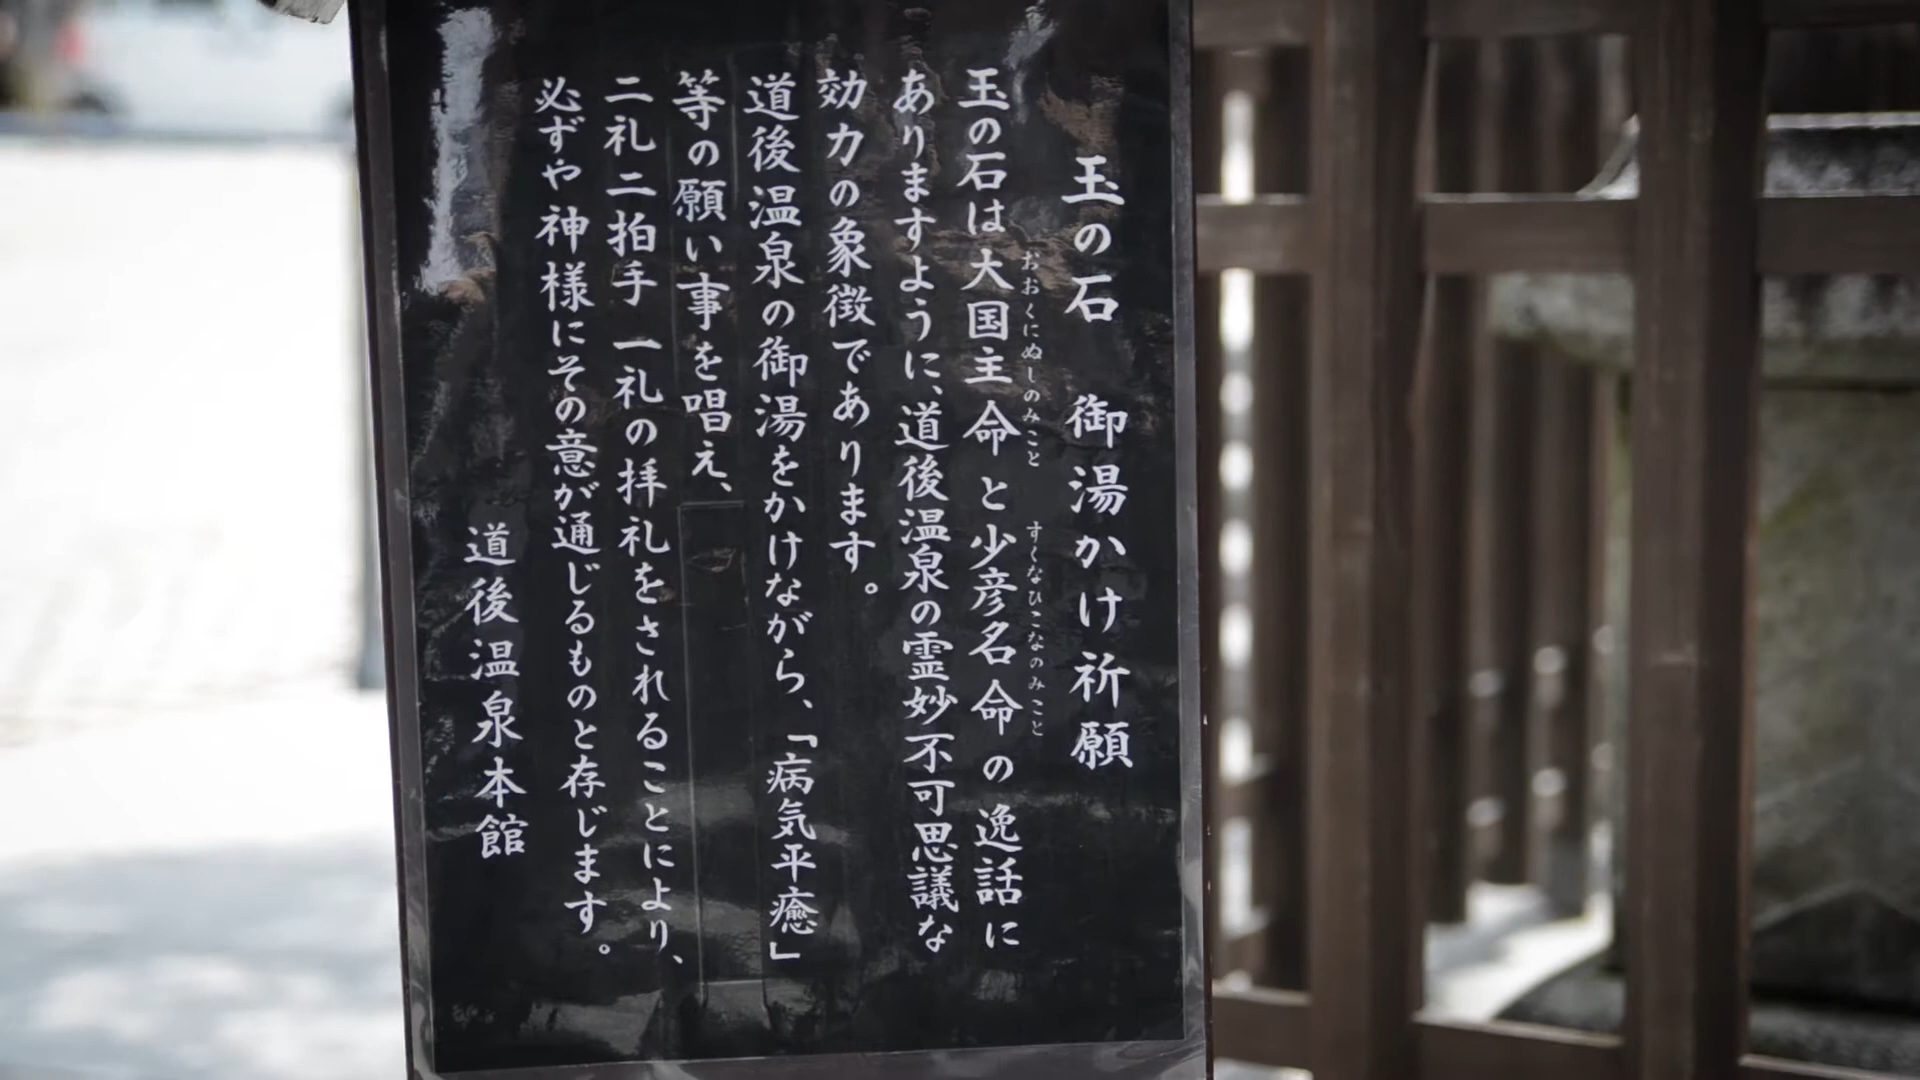 玉の石 御湯かけ祈願
玉の石は大国主命と少彦名命の逸話に
おおくにぬしのみこと すくなひこなのみこと
ありますように、道後温泉の霊妙不可思議な
効力の象徴であります。
道後温泉の御湯をかけながら、「病気平癒」
等の願い事を唱え、
二礼二拍手一礼の拝礼をされることにより、
必ずや神様にその意が通じるものと存じます。
道後温泉本館